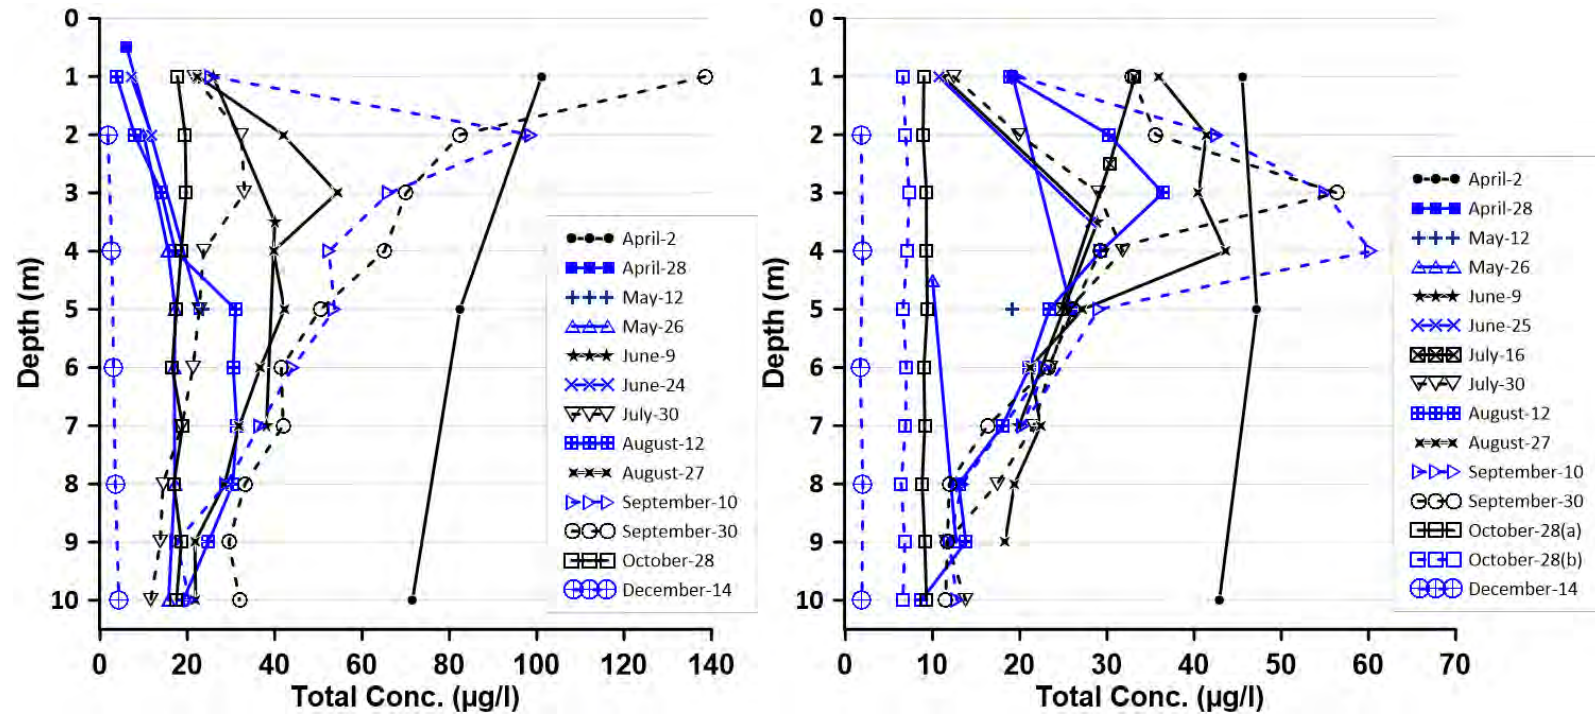 0
1
2
3
4
5
6
7
8
9
10
Depth (m)
0 20 40 60 80 100 120 140
Total Conc. (µg/l)
April-2
April-28
May-12
May-26
June-9
June-24
July-30
August-12
August-27
September-10
September-30
October-28
December-14
0
1
2
3
4
5
6
7
8
9
10
Depth (m)
0 10 20 30 40 50 60 70
Total Conc. (µg/l)
April-2
April-28
May-12
May-26
June-9
June-25
July-16
July-30
August-12
August-27
September-10
September-30
October-28(a)
October-28(b)
December-14